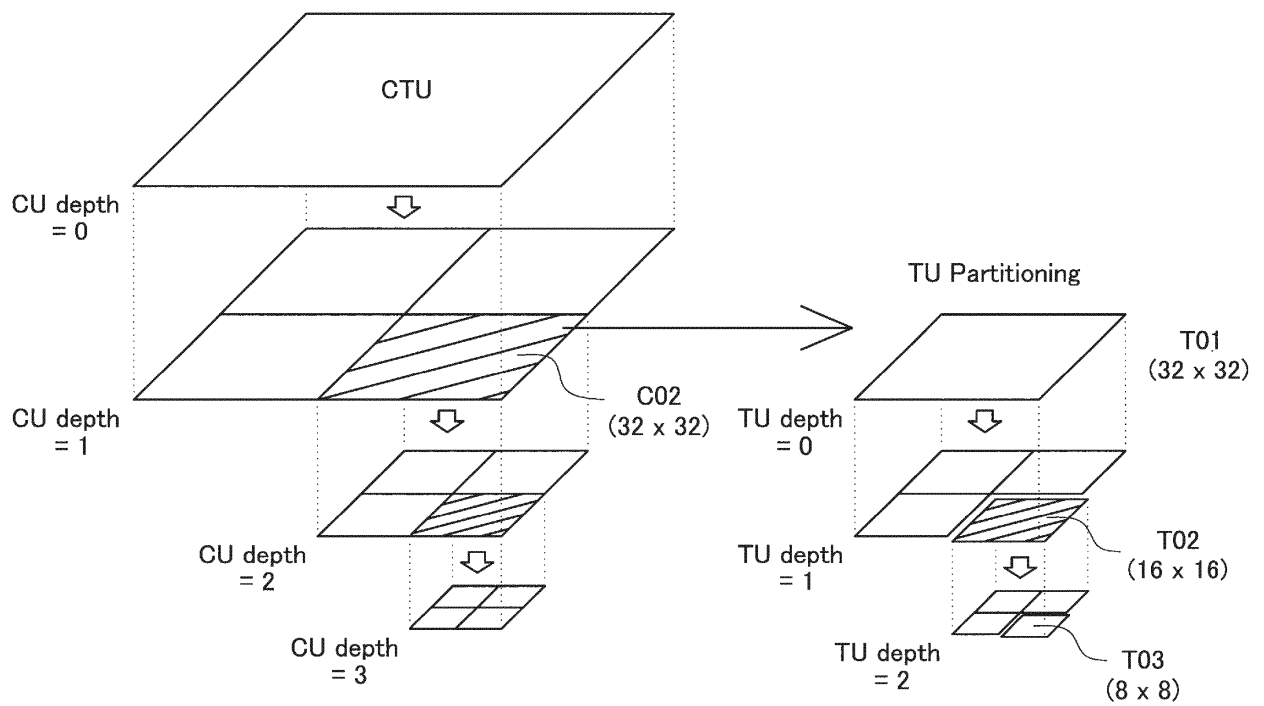 CTU
CU depth
= 0
TU Partitioning
T01
(32 x 32)
C02
(32 x 32)
CU depth
= 1
TU depth
= 0
T02
(16 x 16)
CU depth
= 2
TU depth
= 1
CU depth
= 3
TU depth
= 2
T03
(8 x 8)